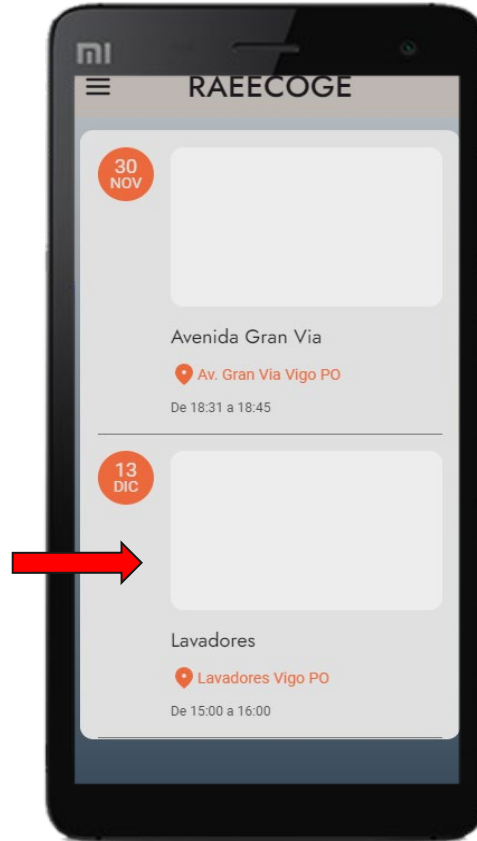 mi
RAEECOGE
30
NOV
Avenida Gran Via
Av. Gran Via Vigo PO
De 18:31 a 18:45
13
DIC
Lavadores
Lavadores Vigo PO
De 15:00 a 16:00